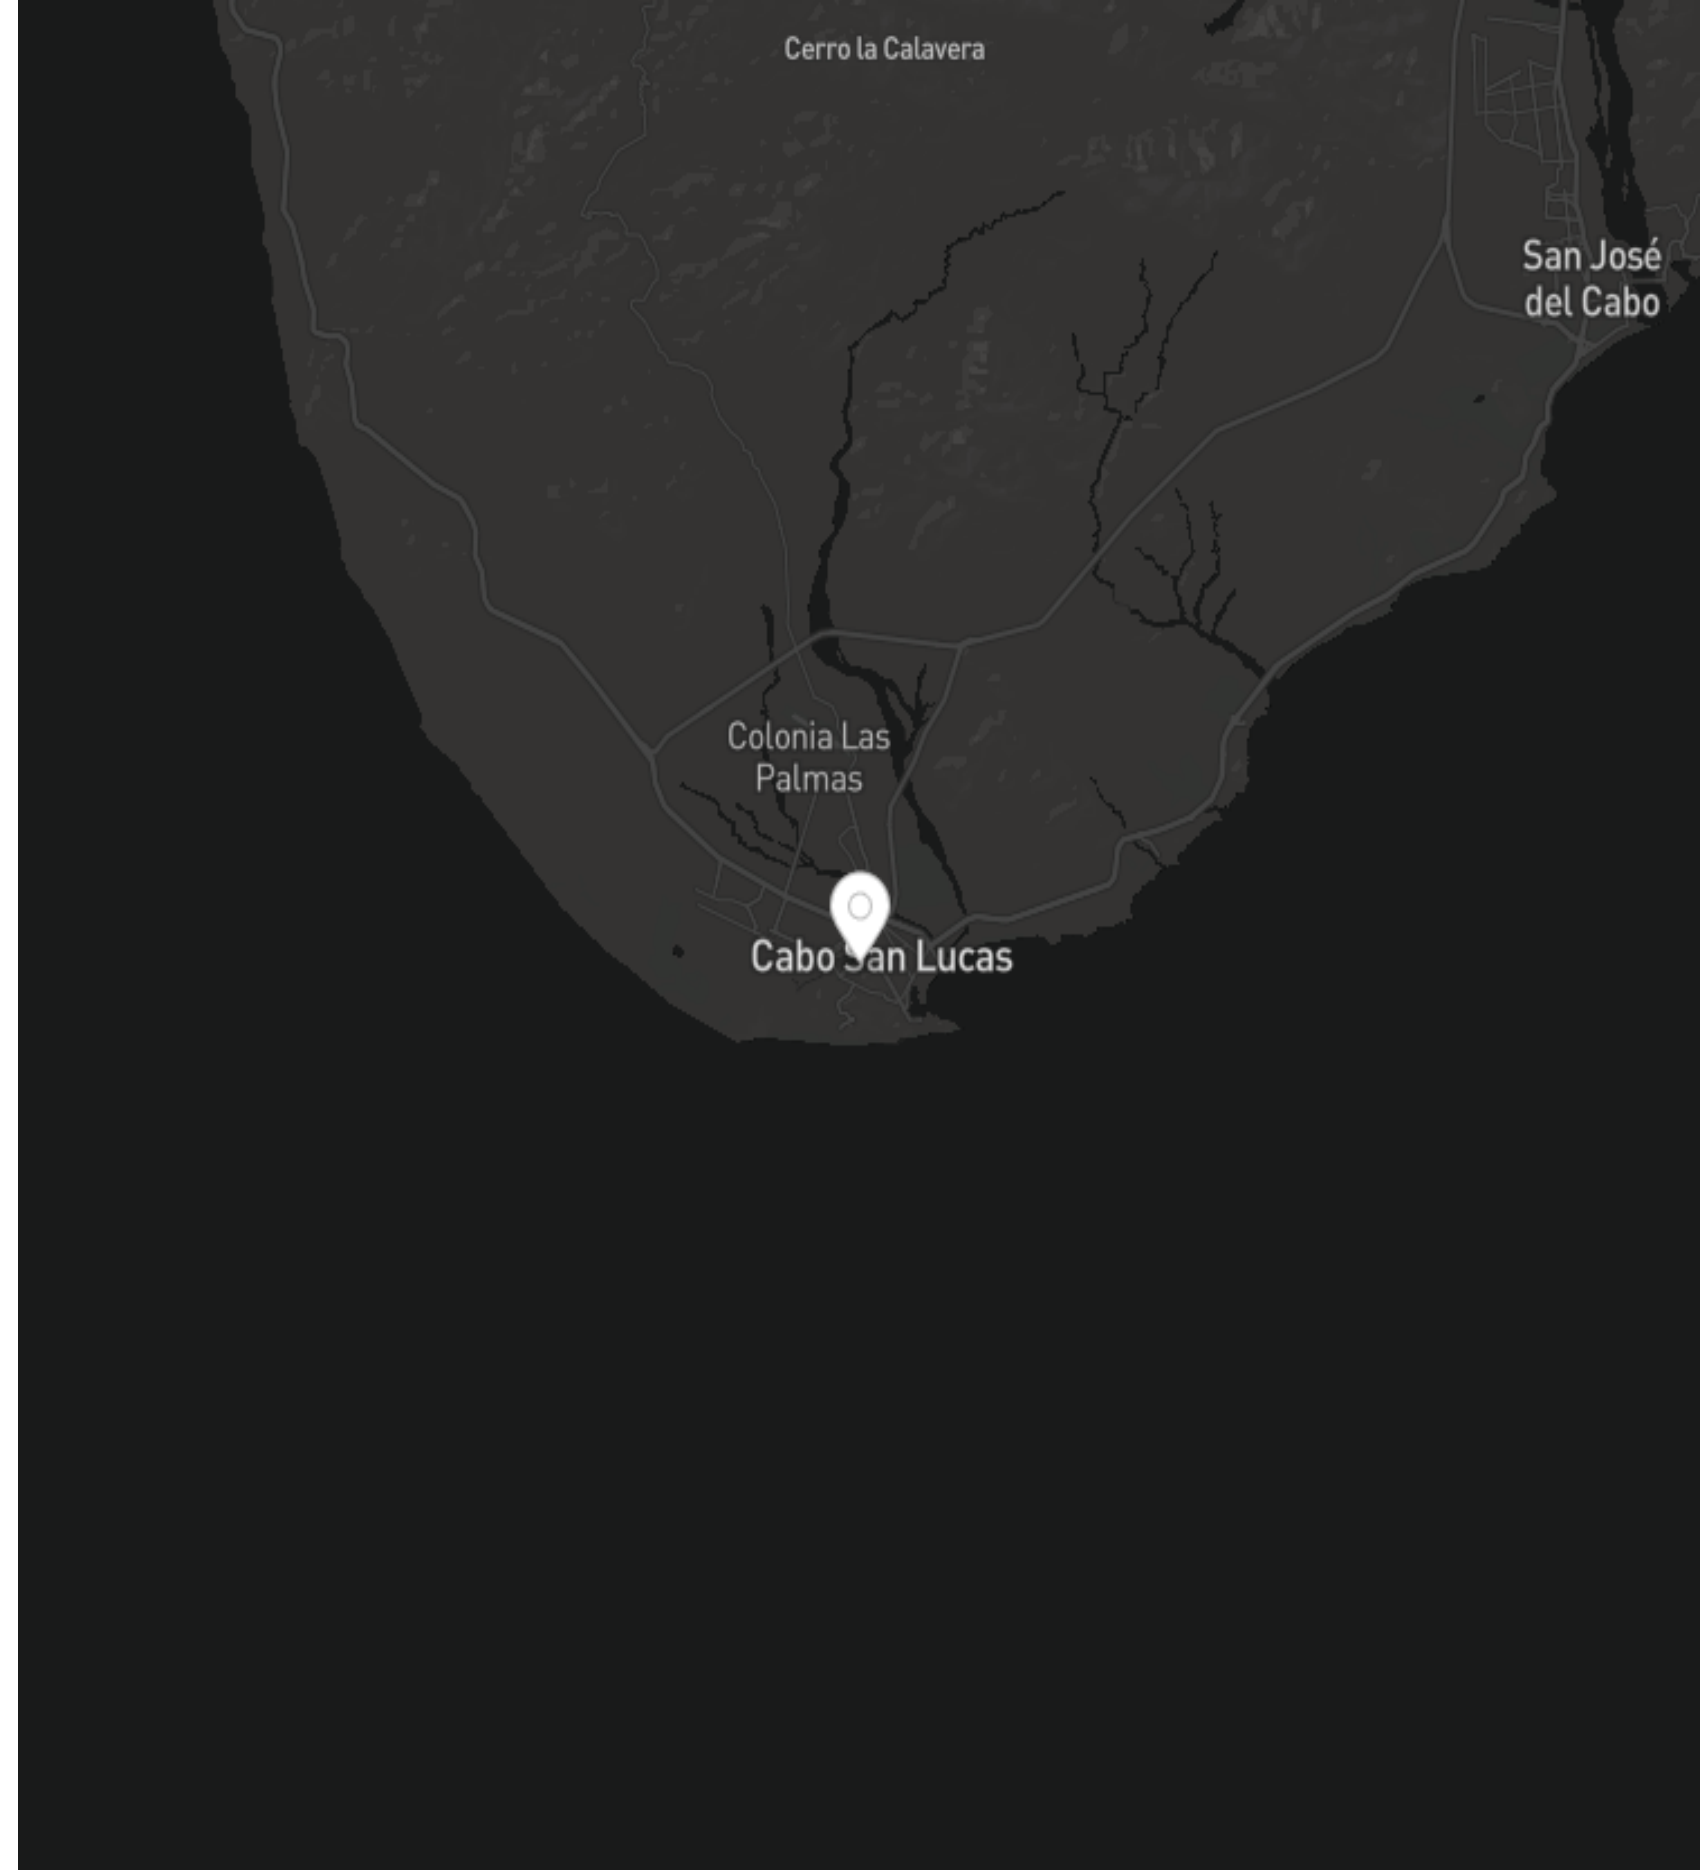 Cerro la Calavera
San José
del Cabo
Colonia Las
Palmas
Cabo San Lucas